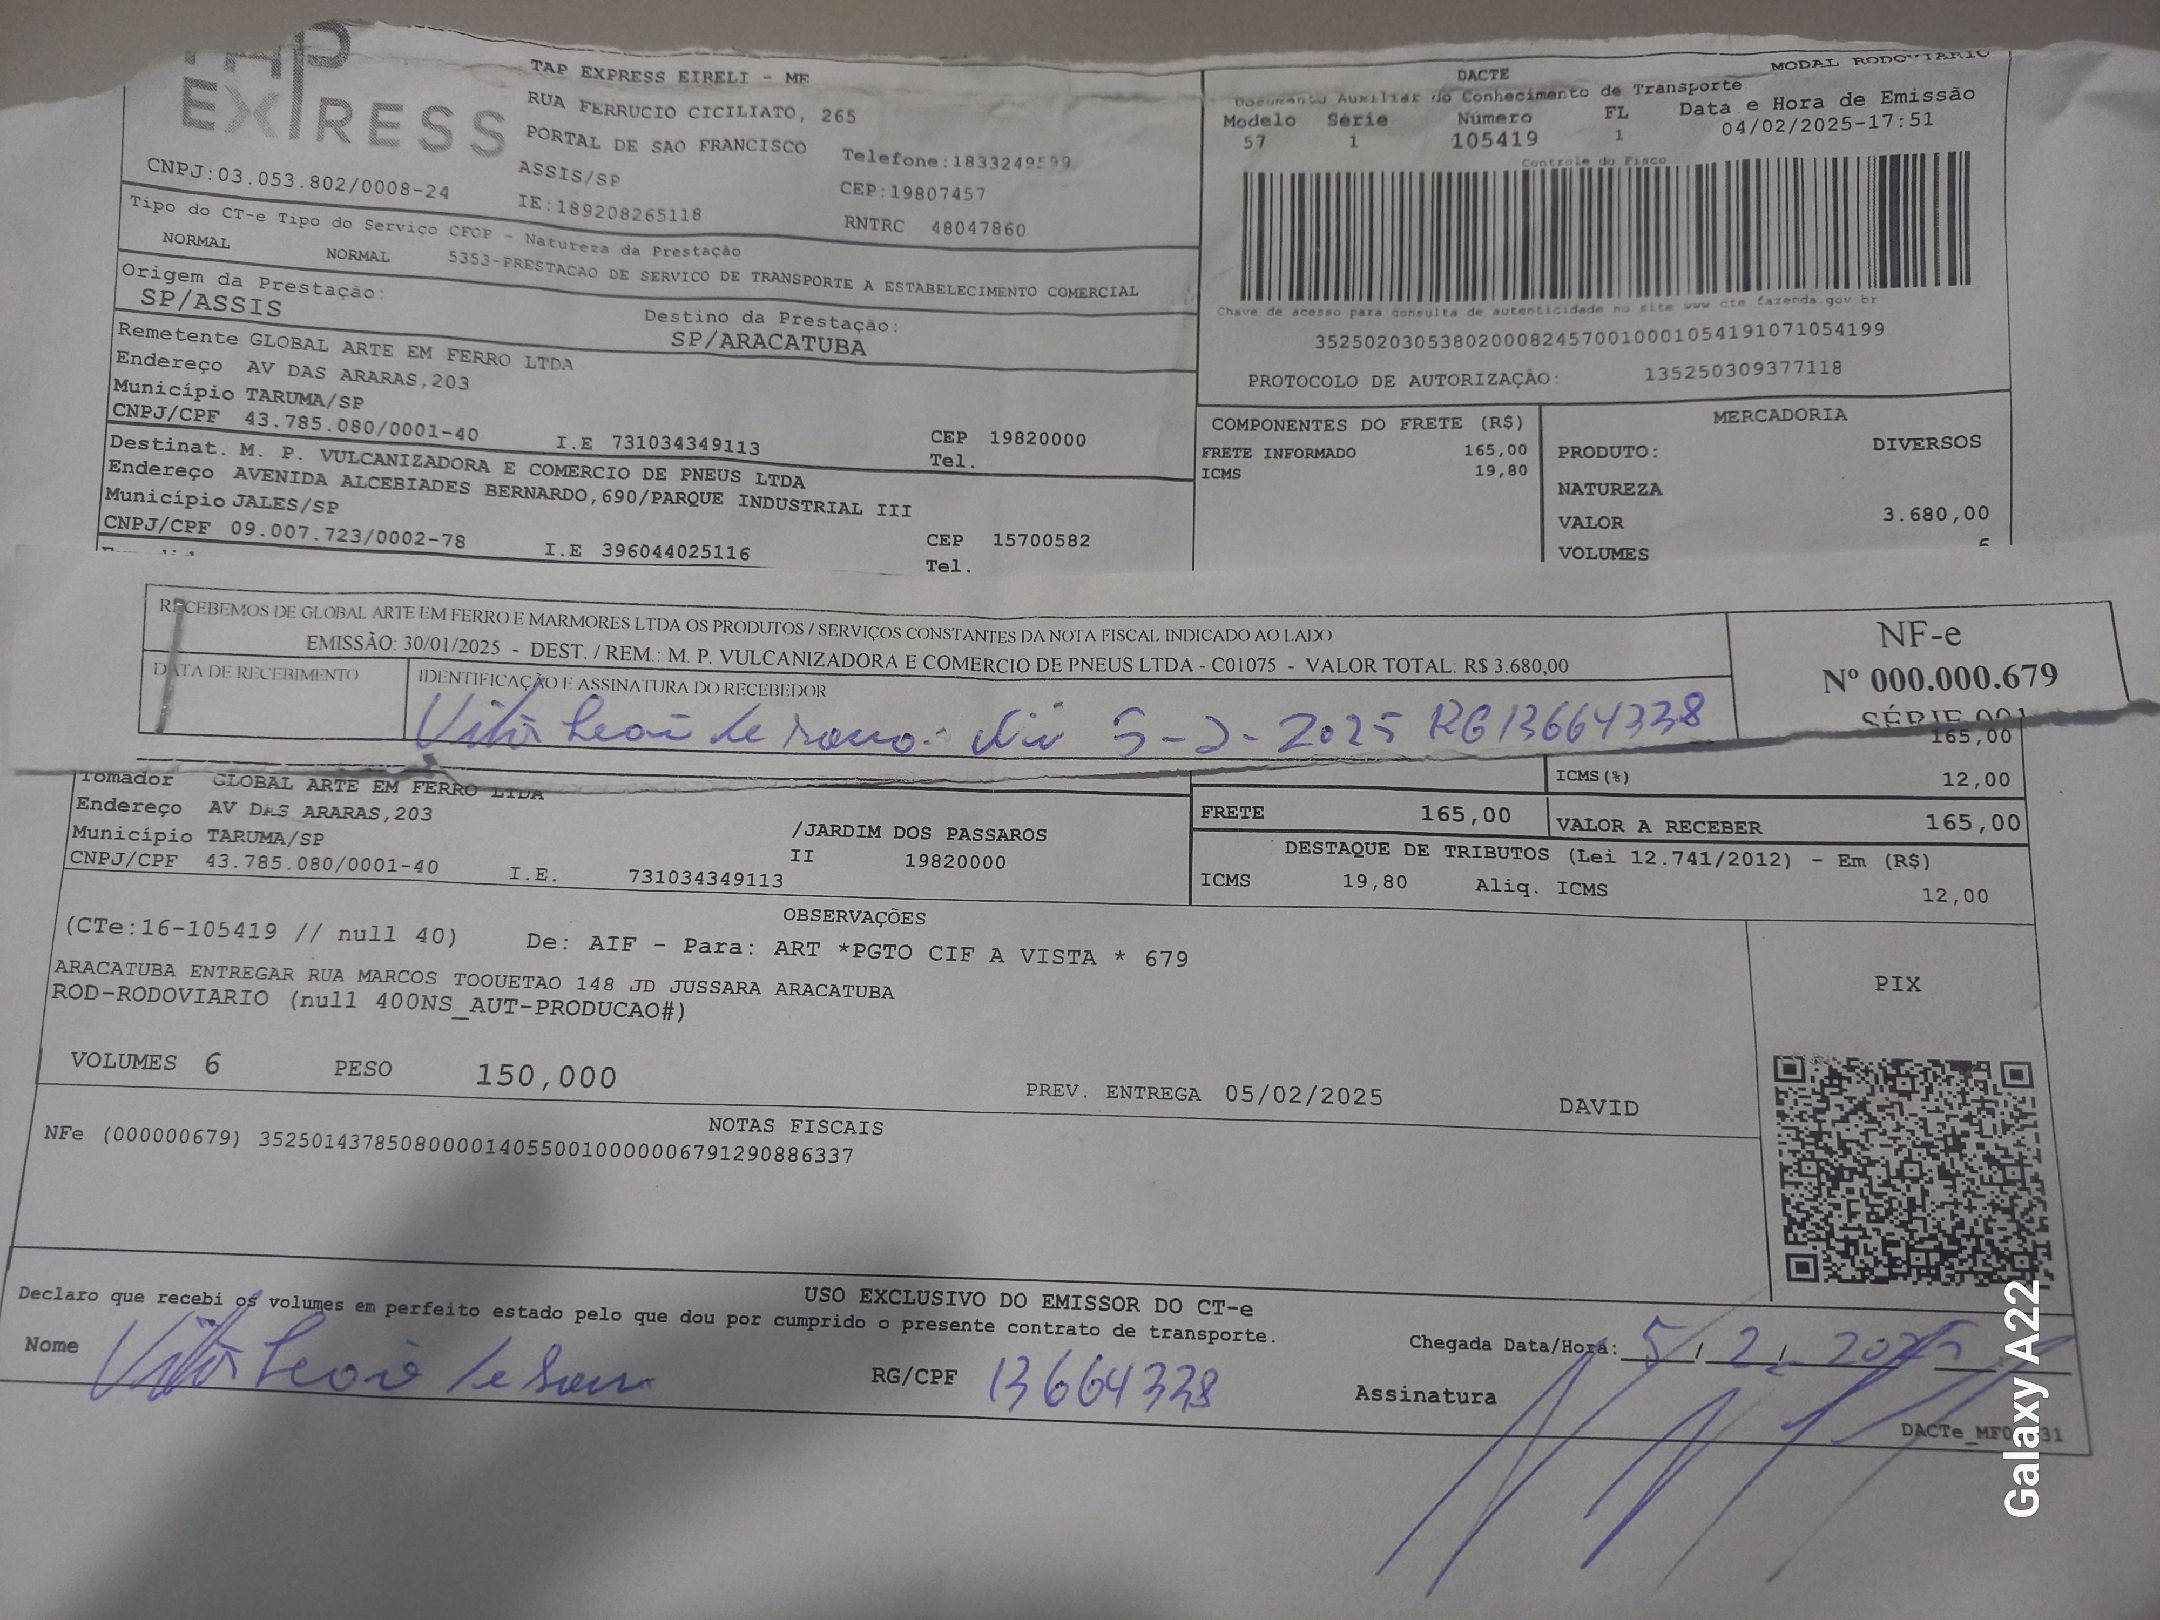 TAP
EXPRESS
TAP EXPRESS EIRELI - ME
RUA FERRUCIO CICILIATO, 265
PORTAL DE SAO FRANCISCO
Telefone:1833249599
ASSIS/SP
CEP:19807457
CNPJ:03.053.802/0008-24
IE:189208265118
RNTRC 48047860
DACTE
MODAL RODOVIARIO
Documento Auxiliar do Conhecimento de Transporte
Modelo Série Número FL Data e Hora de Emissão
57 1 105419 1 04/02/2025-17:51
Controle do Fisco
Chave de acesso para consulta de autenticidade no site www.cte.fazenda.gov.br
35250203053802000824570010001054191071054199
PROTOCOLO DE AUTORIZAÇÃO: 135250309377118
Tipo do CT-e Tipo do Serviço CFOP - Natureza da Prestação
NORMAL NORMAL 5353-PRESTACAO DE SERVICO DE TRANSPORTE A ESTABELECIMENTO COMERCIAL
Origem da Prestação:
SP/ASSIS
Destino da Prestação:
SP/ARACATUBA
Remetente GLOBAL ARTE EM FERRO LTDA
Endereço AV DAS ARARAS,203
Município TARUMA/SP
CNPJ/CPF 43.785.080/0001-40 I.E 731034349113 CEP 19820000
Tel.
Destinat. M. P. VULCANIZADORA E COMERCIO DE PNEUS LTDA
Endereço AVENIDA ALCEBIADES BERNARDO,690/PARQUE INDUSTRIAL III
Município JALES/SP
CNPJ/CPF 09.007.723/0002-78 I.E 396044025116 CEP 15700582
Tel.
COMPONENTES DO FRETE (R$)
FRETE INFORMADO 165,00
ICMS 19,80
MERCADORIA
PRODUTO: DIVERSOS
NATUREZA
VALOR 3.680,00
VOLUMES
RECEBEMOS DE GLOBAL ARTE EM FERRO E MARMORES LTDA OS PRODUTOS / SERVIÇOS CONSTANTES DA NOTA FISCAL INDICADO AO LADO
EMISSÃO: 30/01/2025 - DEST. / REM.: M. P. VULCANIZADORA E COMERCIO DE PNEUS LTDA - C01075 - VALOR TOTAL: R$ 3.680,00
DATA DE RECEBIMENTO
IDENTIFICAÇÃO E ASSINATURA DO RECEBEDOR
5-2-2025 RG13664338
NF-e
Nº 000.000.679
SÉRIE 001
165,00
ICMS(%) 12,00
Tomador GLOBAL ARTE EM FERRO LTDA
Endereço AV DAS ARARAS,203
/JARDIM DOS PASSAROS
Município TARUMA/SP
II 19820000
CNPJ/CPF 43.785.080/0001-40 I.E. 731034349113
FRETE 165,00 VALOR A RECEBER 165,00
DESTAQUE DE TRIBUTOS (Lei 12.741/2012) - Em (R$)
ICMS 19,80 Aliq. ICMS 12,00
OBSERVAÇÕES
(CTe:16-105419 // null 40) De: AIF - Para: ART *PGTO CIF A VISTA * 679
ARACATUBA ENTREGAR RUA MARCOS TOQUETAO 148 JD JUSSARA ARACATUBA
ROD-RODOVIARIO (null 400NS_AUT-PRODUCAO#)
PIX
VOLUMES 6 PESO 150,000 PREV. ENTREGA 05/02/2025 DAVID
NOTAS FISCAIS
NFe (000000679) 35250143785080000140550010000006791290886337
USO EXCLUSIVO DO EMISSOR DO CT-e
Declaro que recebi os volumes em perfeito estado pelo que dou por cumprido o presente contrato de transporte.
Nome
RG/CPF 13664338
Chegada Data/Hora: 5/2/2025
Assinatura
Galaxy A22